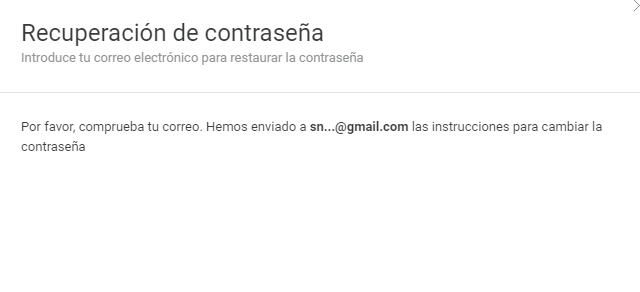 Recuperación de contraseña
Introduce tu correo electrónico para restaurar la contraseña
Por favor, comprueba tu correo. Hemos enviado a sn...@gmail.com las instrucciones para cambiar la
contraseña